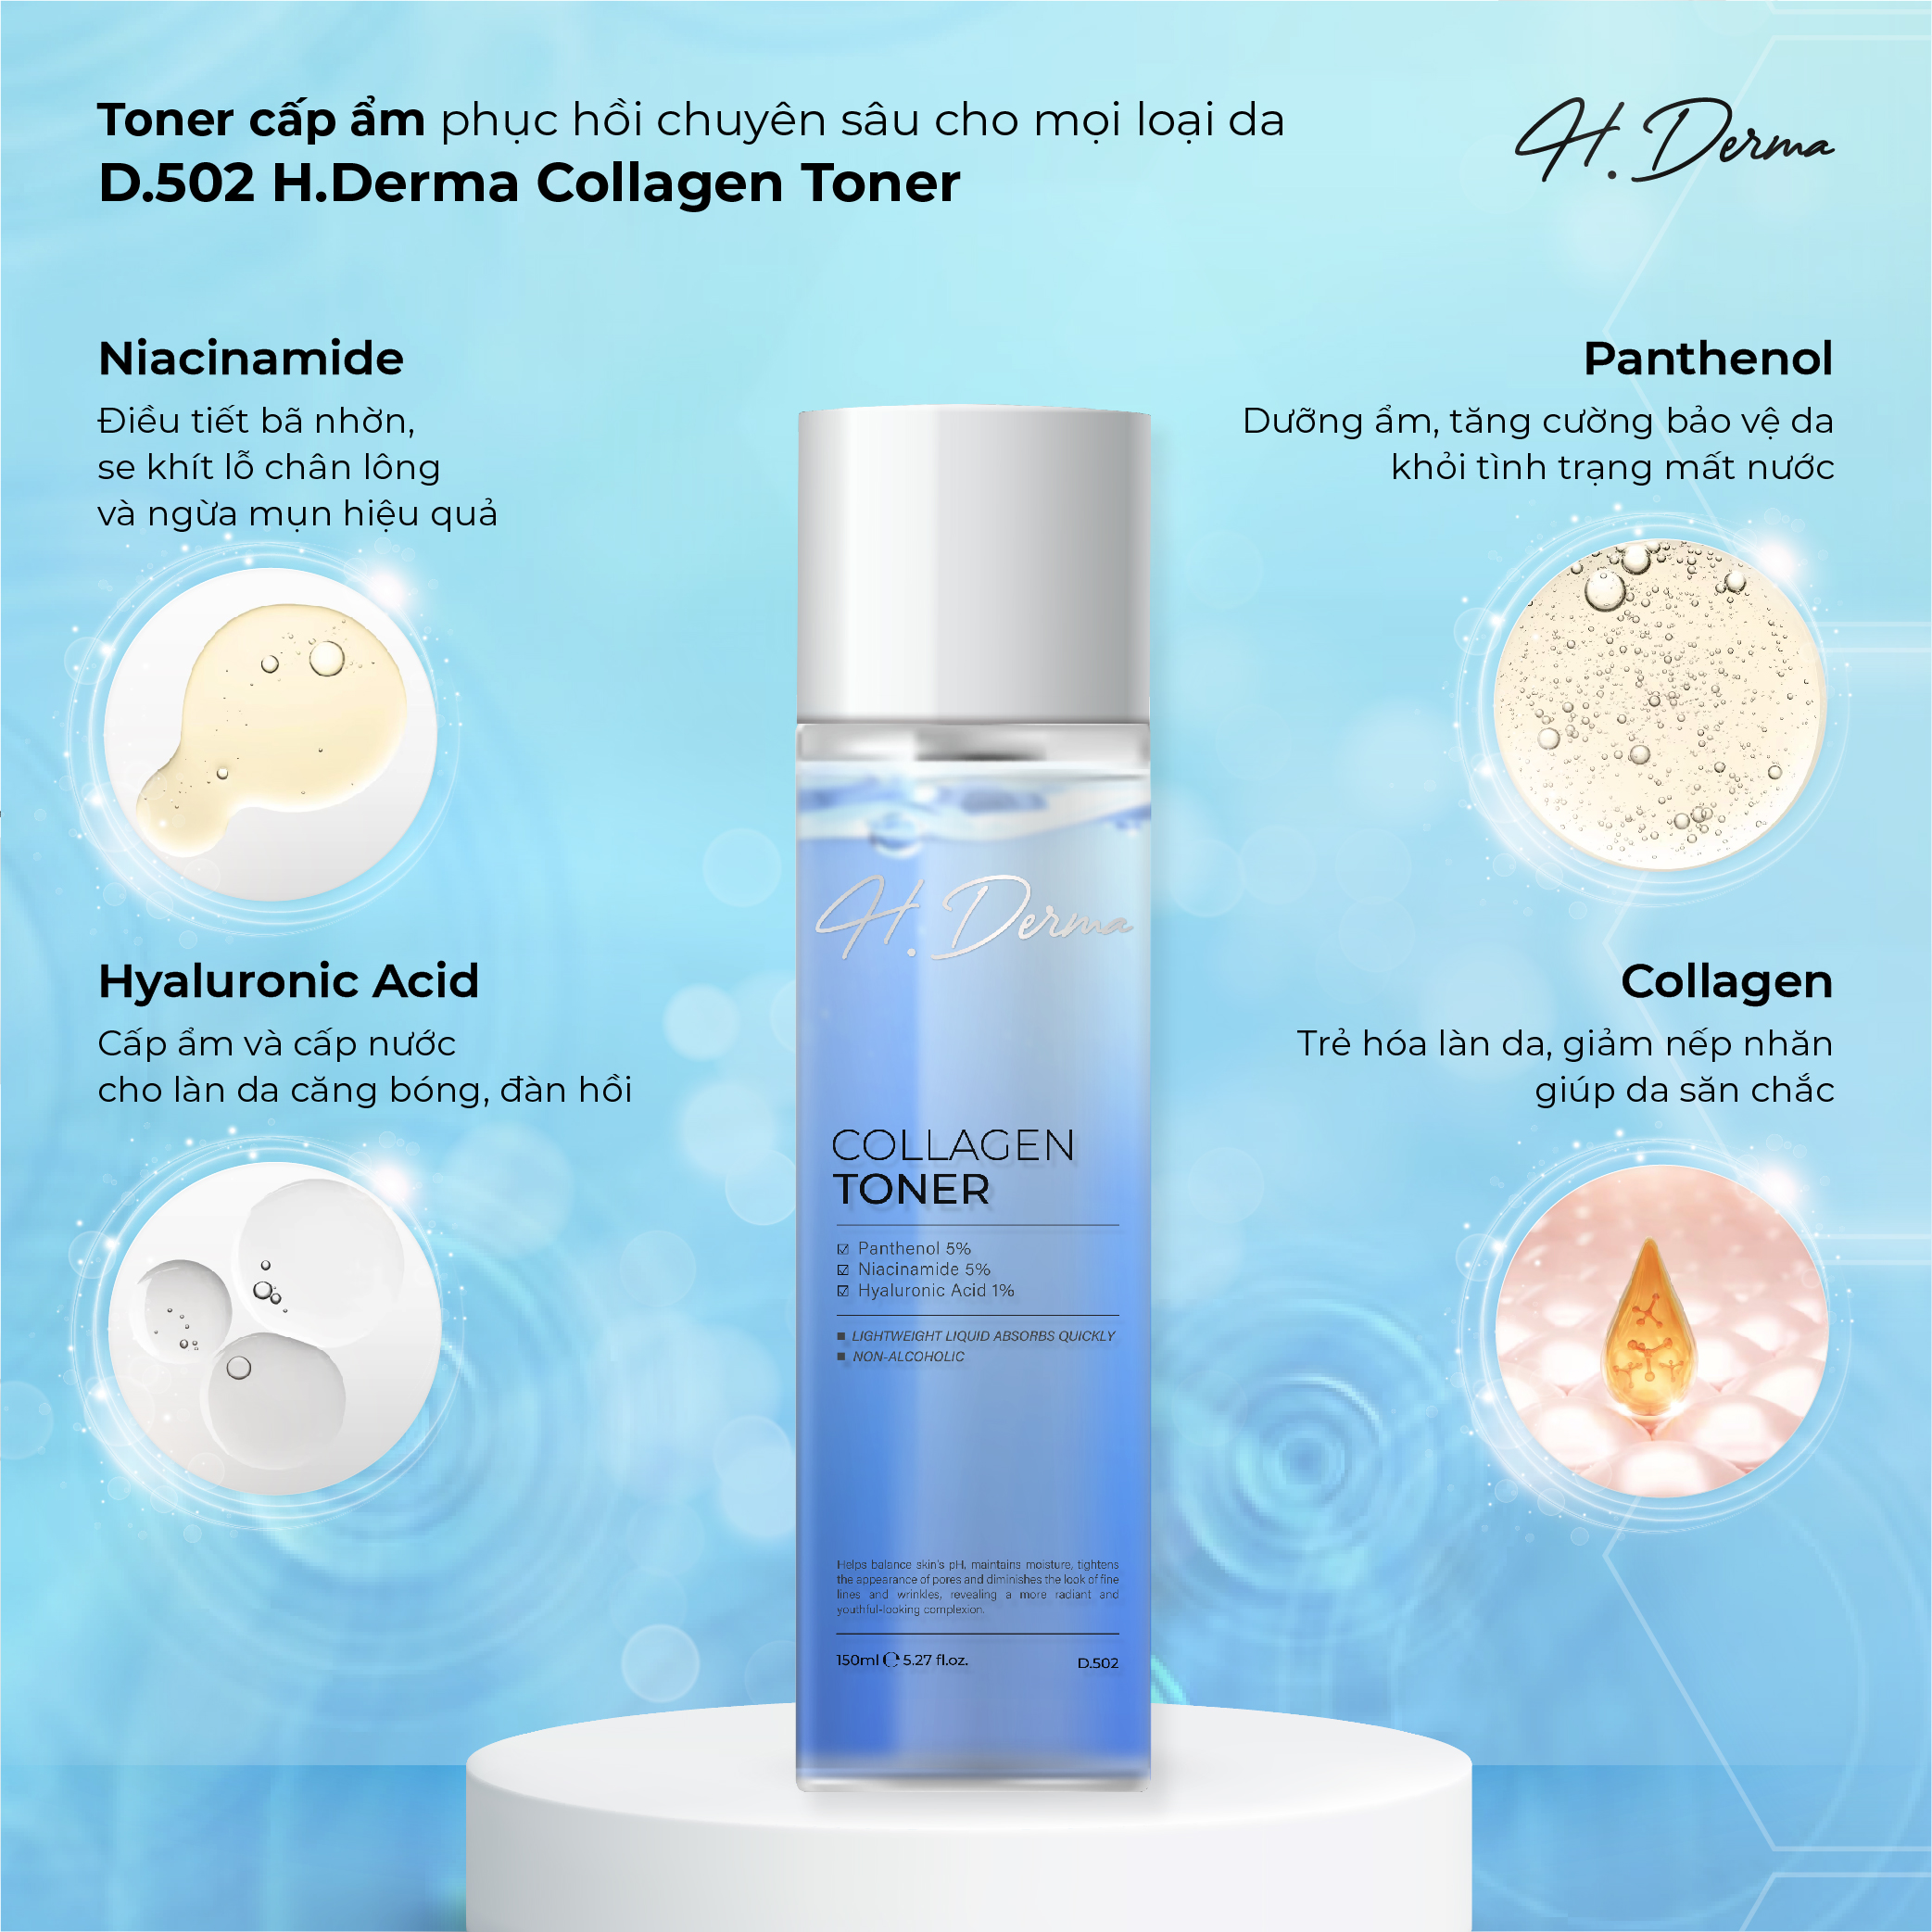 Toner cấp ẩm phục hồi chuyên sâu cho mọi loại da
D.502 H.Derma Collagen Toner
H.Derma
Niacinamide
Điều tiết bã nhờn,
se khít lỗ chân lông
và ngừa mụn hiệu quả
Panthenol
Dưỡng ẩm, tăng cường bảo vệ da
khỏi tình trạng mất nước
Hyaluronic Acid
Cấp ẩm và cấp nước
cho làn da căng bóng, đàn hồi
Collagen
Trẻ hóa làn da, giảm nếp nhăn
giúp da săn chắc
H.Derma
COLLAGEN
TONER
☑ Panthenol 5%
☑ Niacinamide 5%
☑ Hyaluronic Acid 1%
■ LIGHTWEIGHT LIQUID ABSORBS QUICKLY
■ NON-ALCOHOLIC
Helps balance skin's pH, maintains moisture, tightens
the appearance of pores and diminishes the look of fine
lines and wrinkles, revealing a more radiant and
youthful-looking complexion.
150ml ℮ 5.27 fl.oz.
D.502